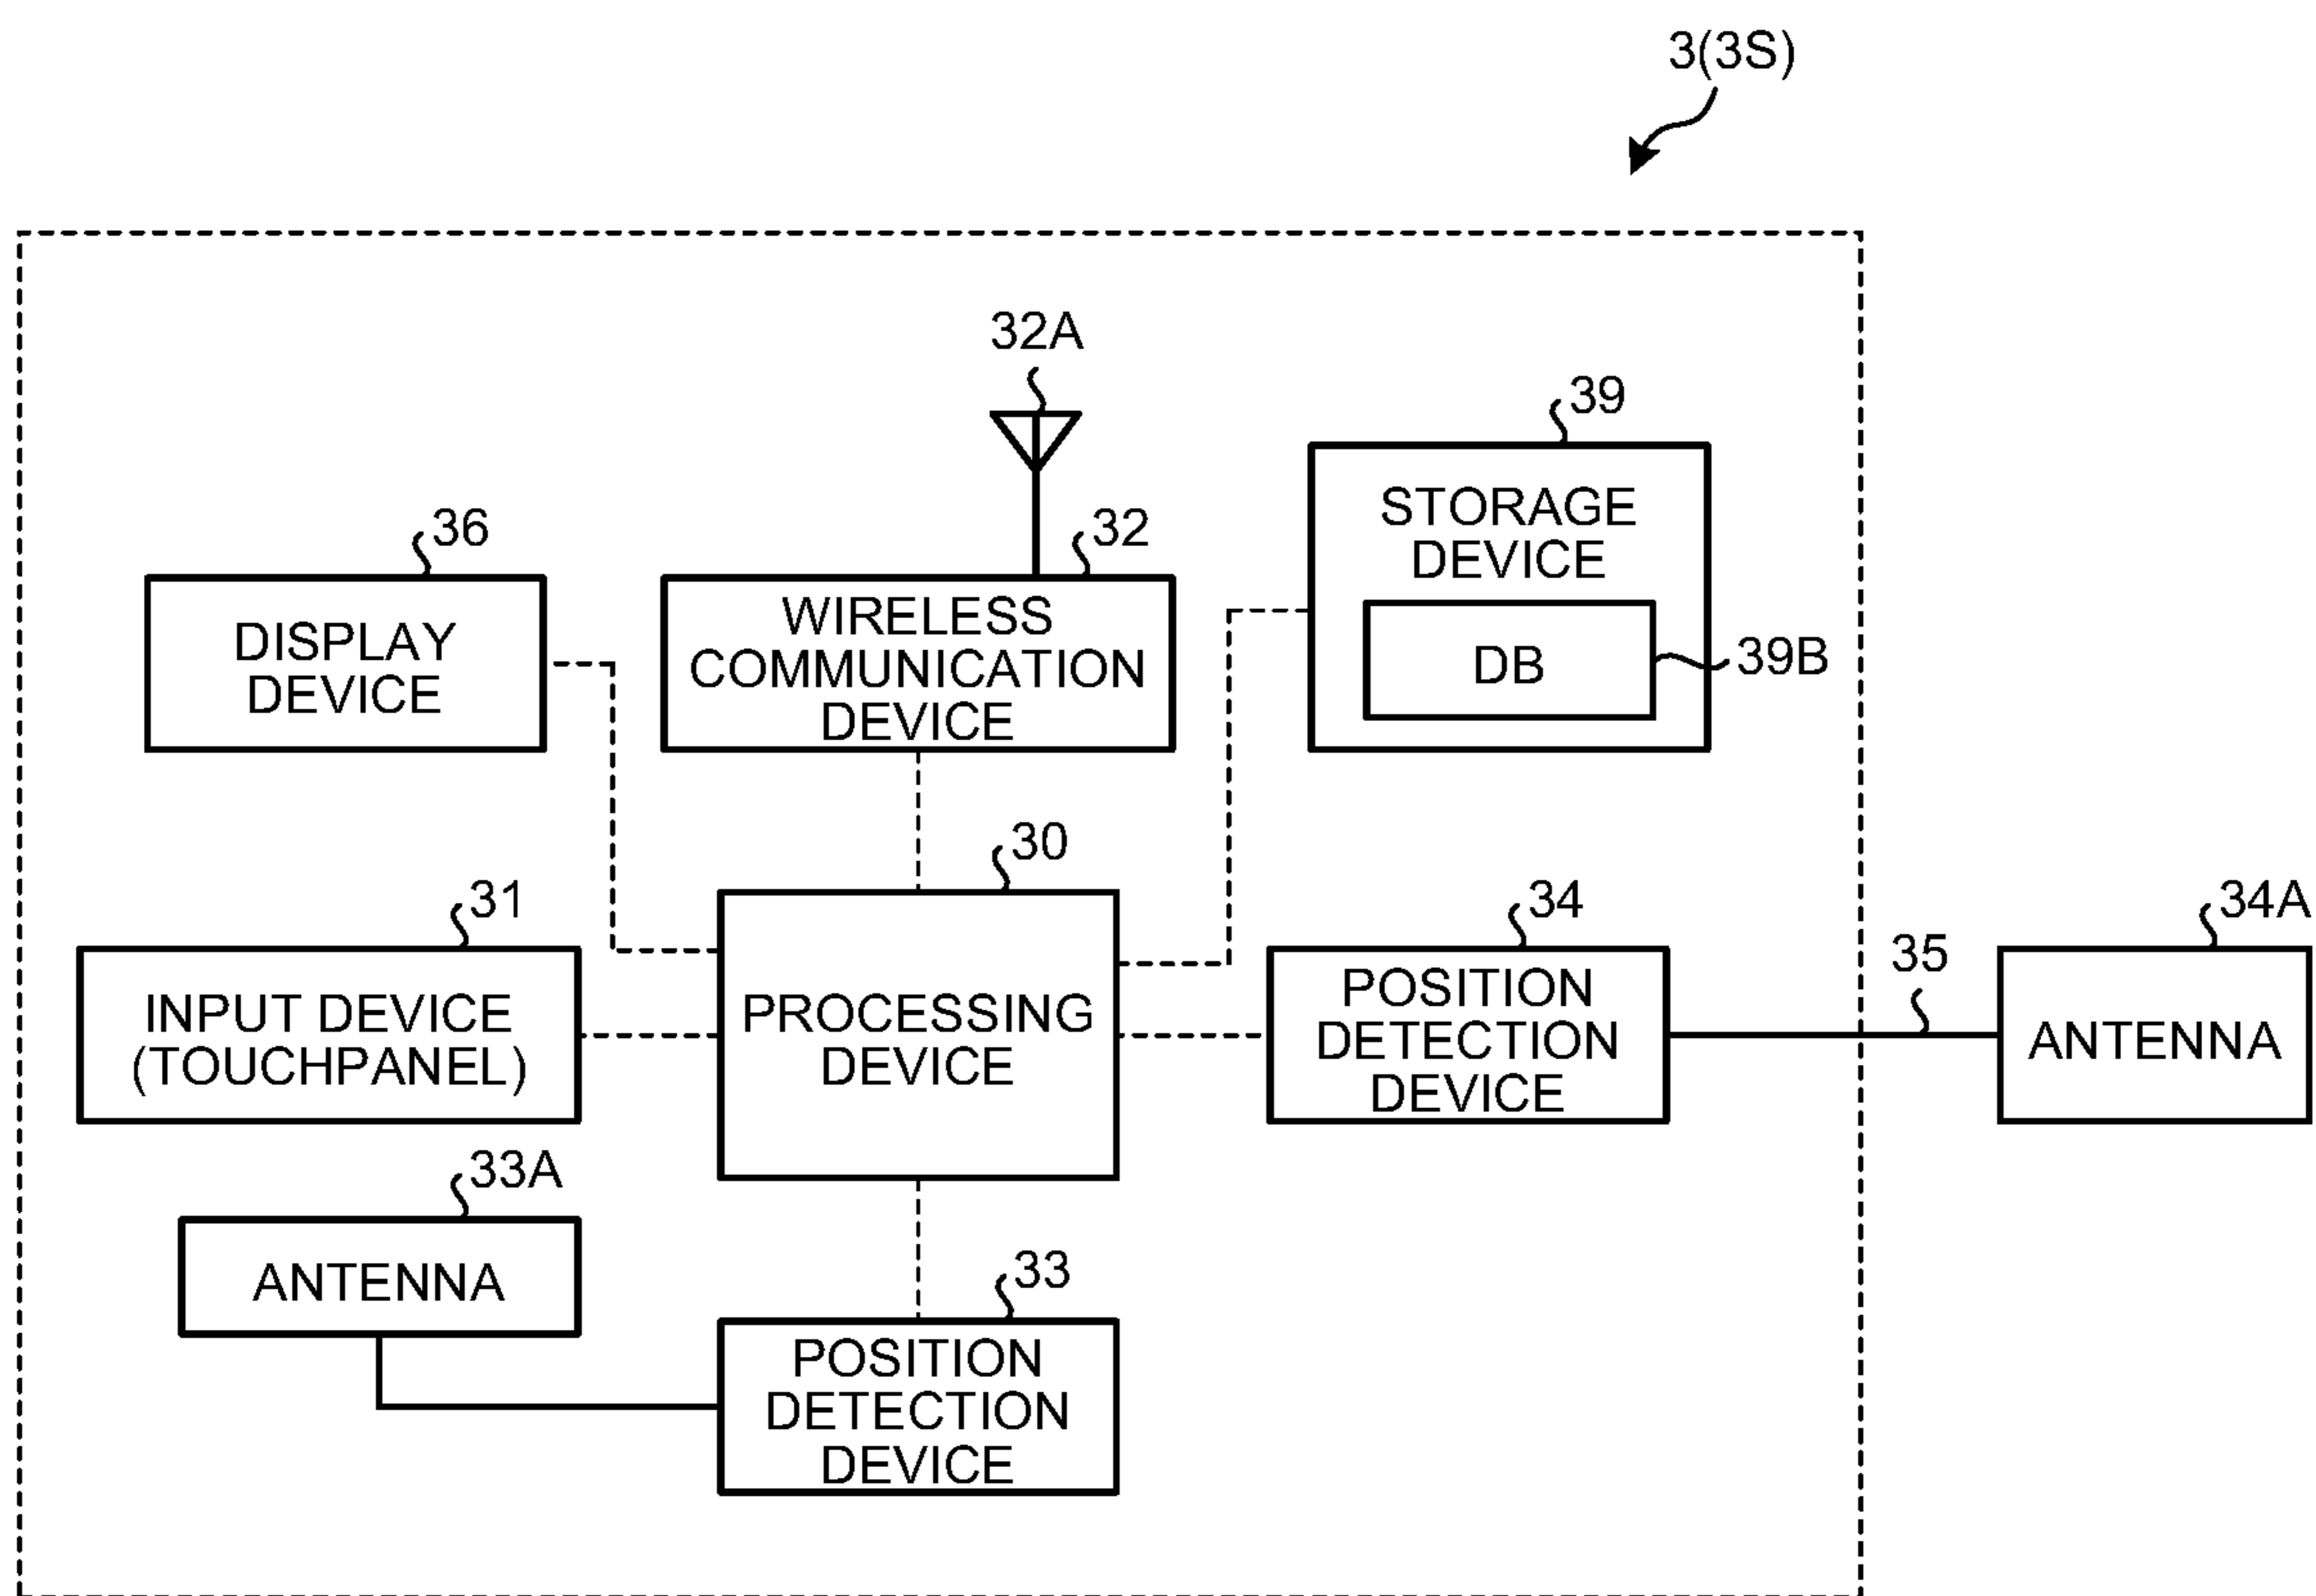 3(3S)
32A
39
STORAGE
DEVICE
DB
39B
36
DISPLAY
DEVICE
32
WIRELESS
COMMUNICATION
DEVICE
30
PROCESSING
DEVICE
31
INPUT DEVICE
(TOUCHPANEL)
34
POSITION
DETECTION
DEVICE
35
34A
ANTENNA
33A
ANTENNA
33
POSITION
DETECTION
DEVICE